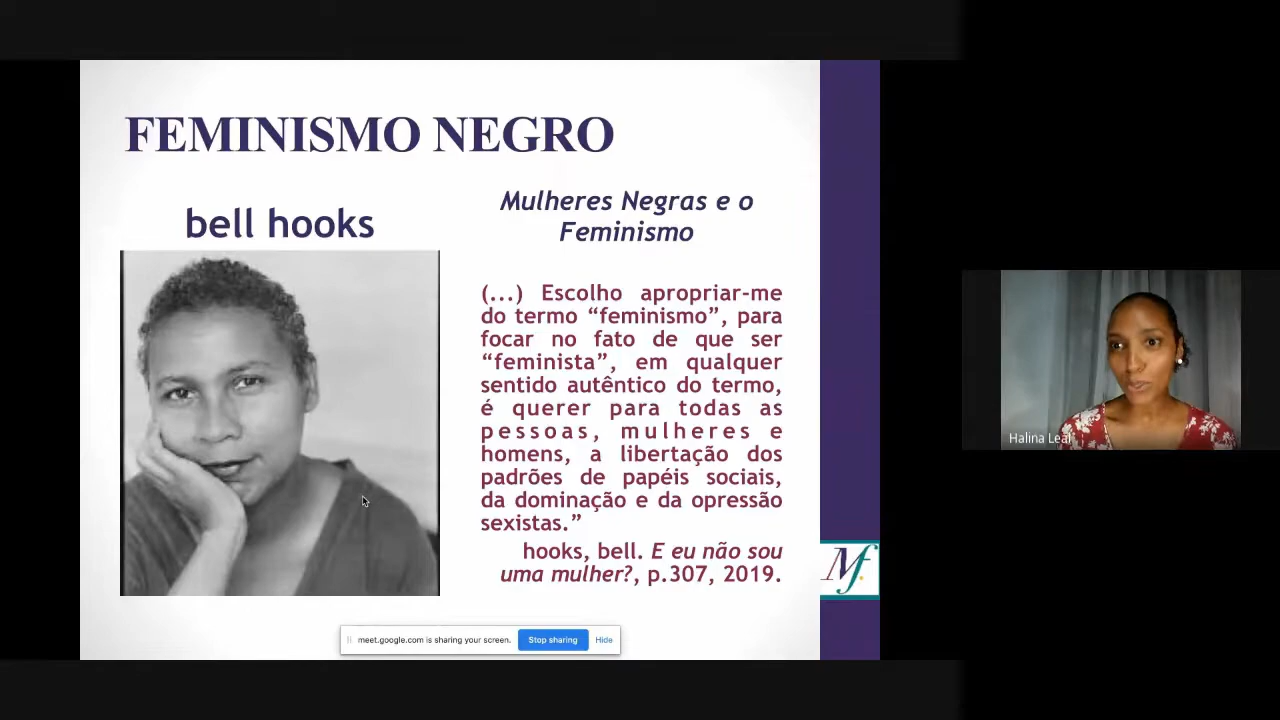 FEMINISMO NEGRO
bell hooks
Mulheres Negras e o
Feminismo
(...) Escolho apropriar-me
do termo “feminismo”, para
focar no fato de que ser
“feminista”, em qualquer
sentido autêntico do termo,
é querer para todas as
pessoas, mulheres e
homens, a libertação dos
padrões de papéis sociais,
da dominação e da opressão
sexistas.”
hooks, bell. E eu não sou
uma mulher?, p.307, 2019.
Mf.
meet.google.com is sharing your screen.
Stop sharing
Hide
Halina Leal